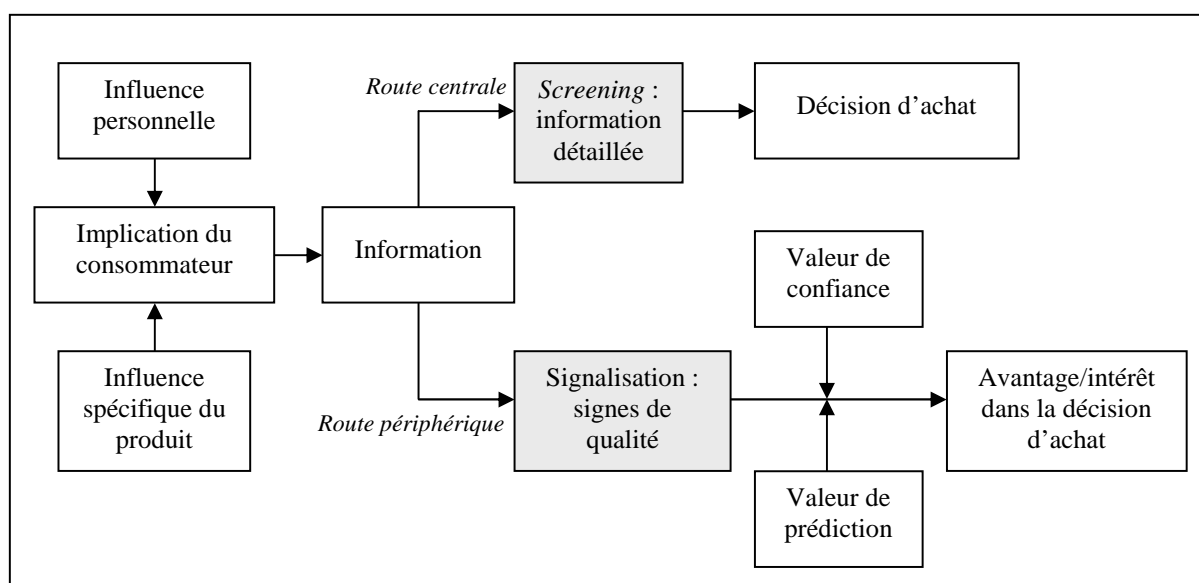 Influence
personnelle
Implication du
consommateur
Influence
spécifique du
produit
Information
Route centrale
Screening :
information
détaillée
Décision d’achat
Route périphérique
Signalisation :
signes de
qualité
Valeur de
confiance
Valeur de
prédiction
Avantage/intérêt
dans la décision
d’achat